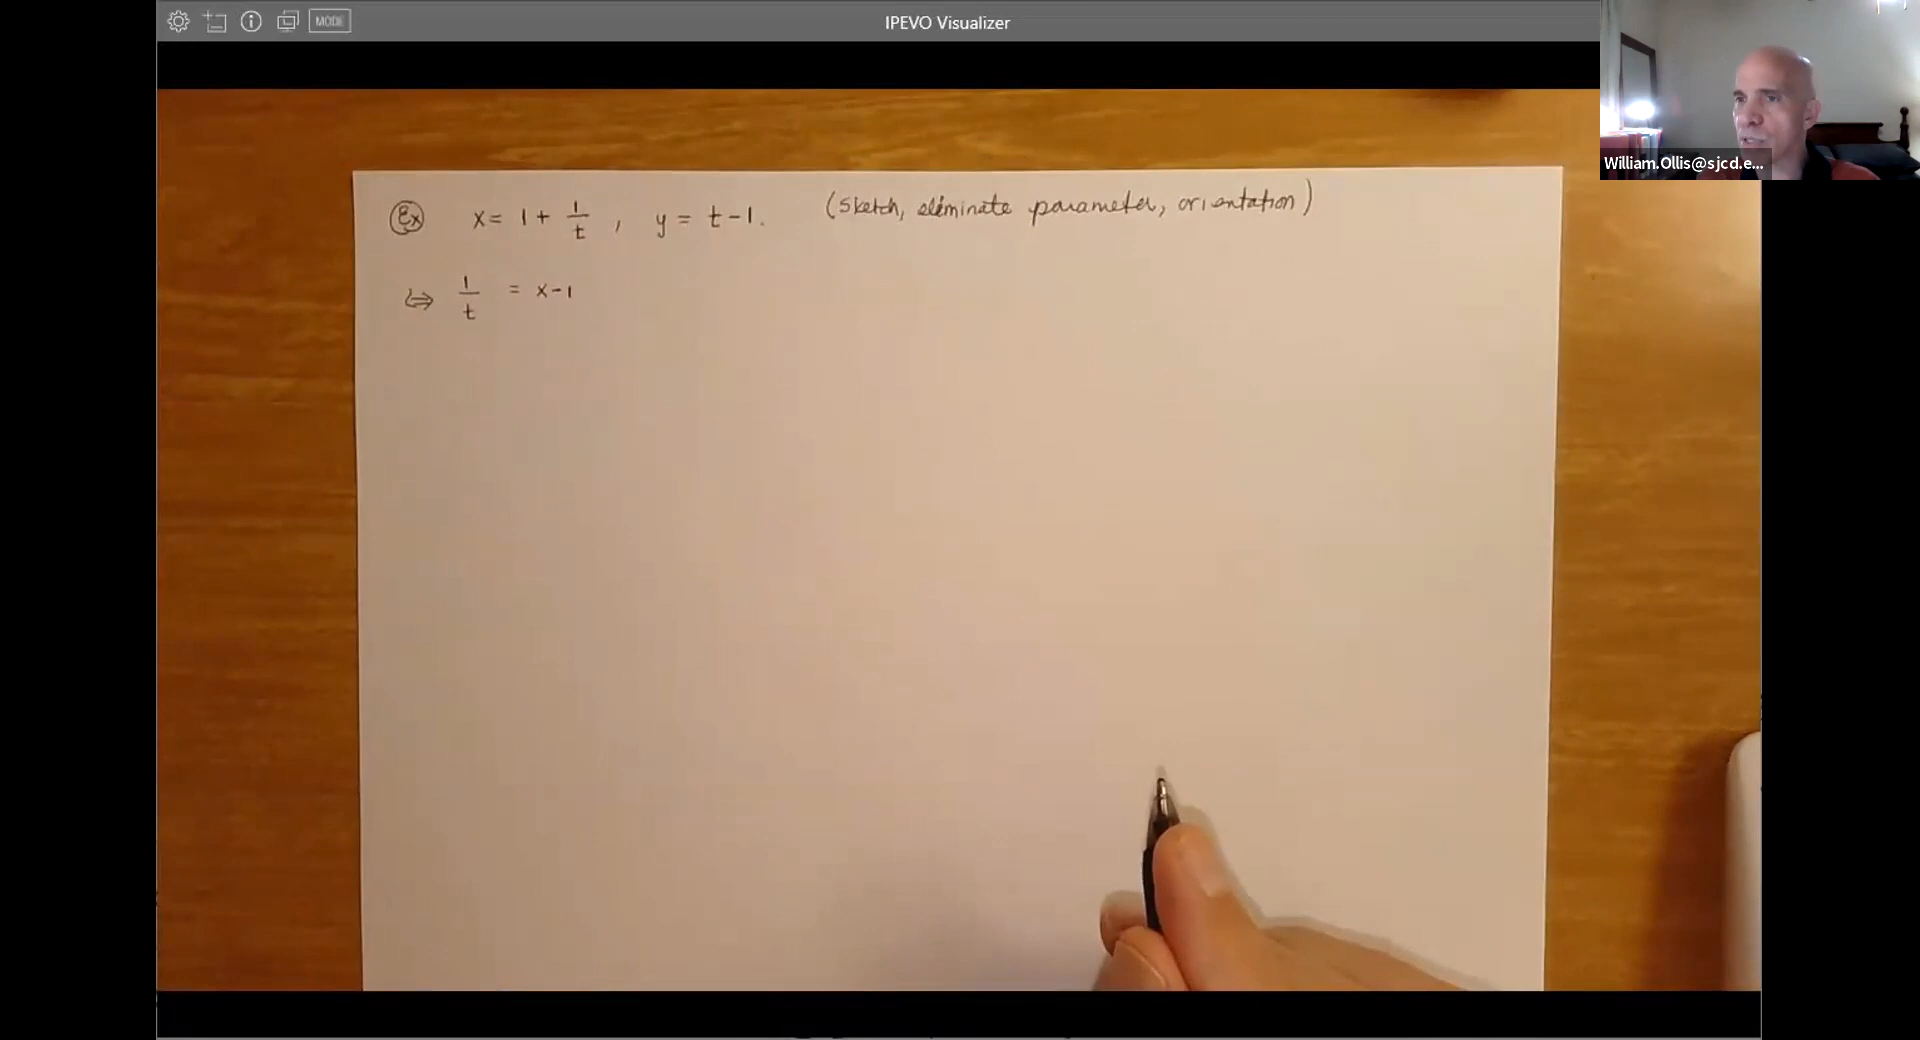 MODE
IPEVO Visualizer
William.Ollis@sjcd.e...
Ex x = 1 + 1/t , y = t - 1. (sketch, eliminate parameter, orientation)
⇔ 1/t = x - 1